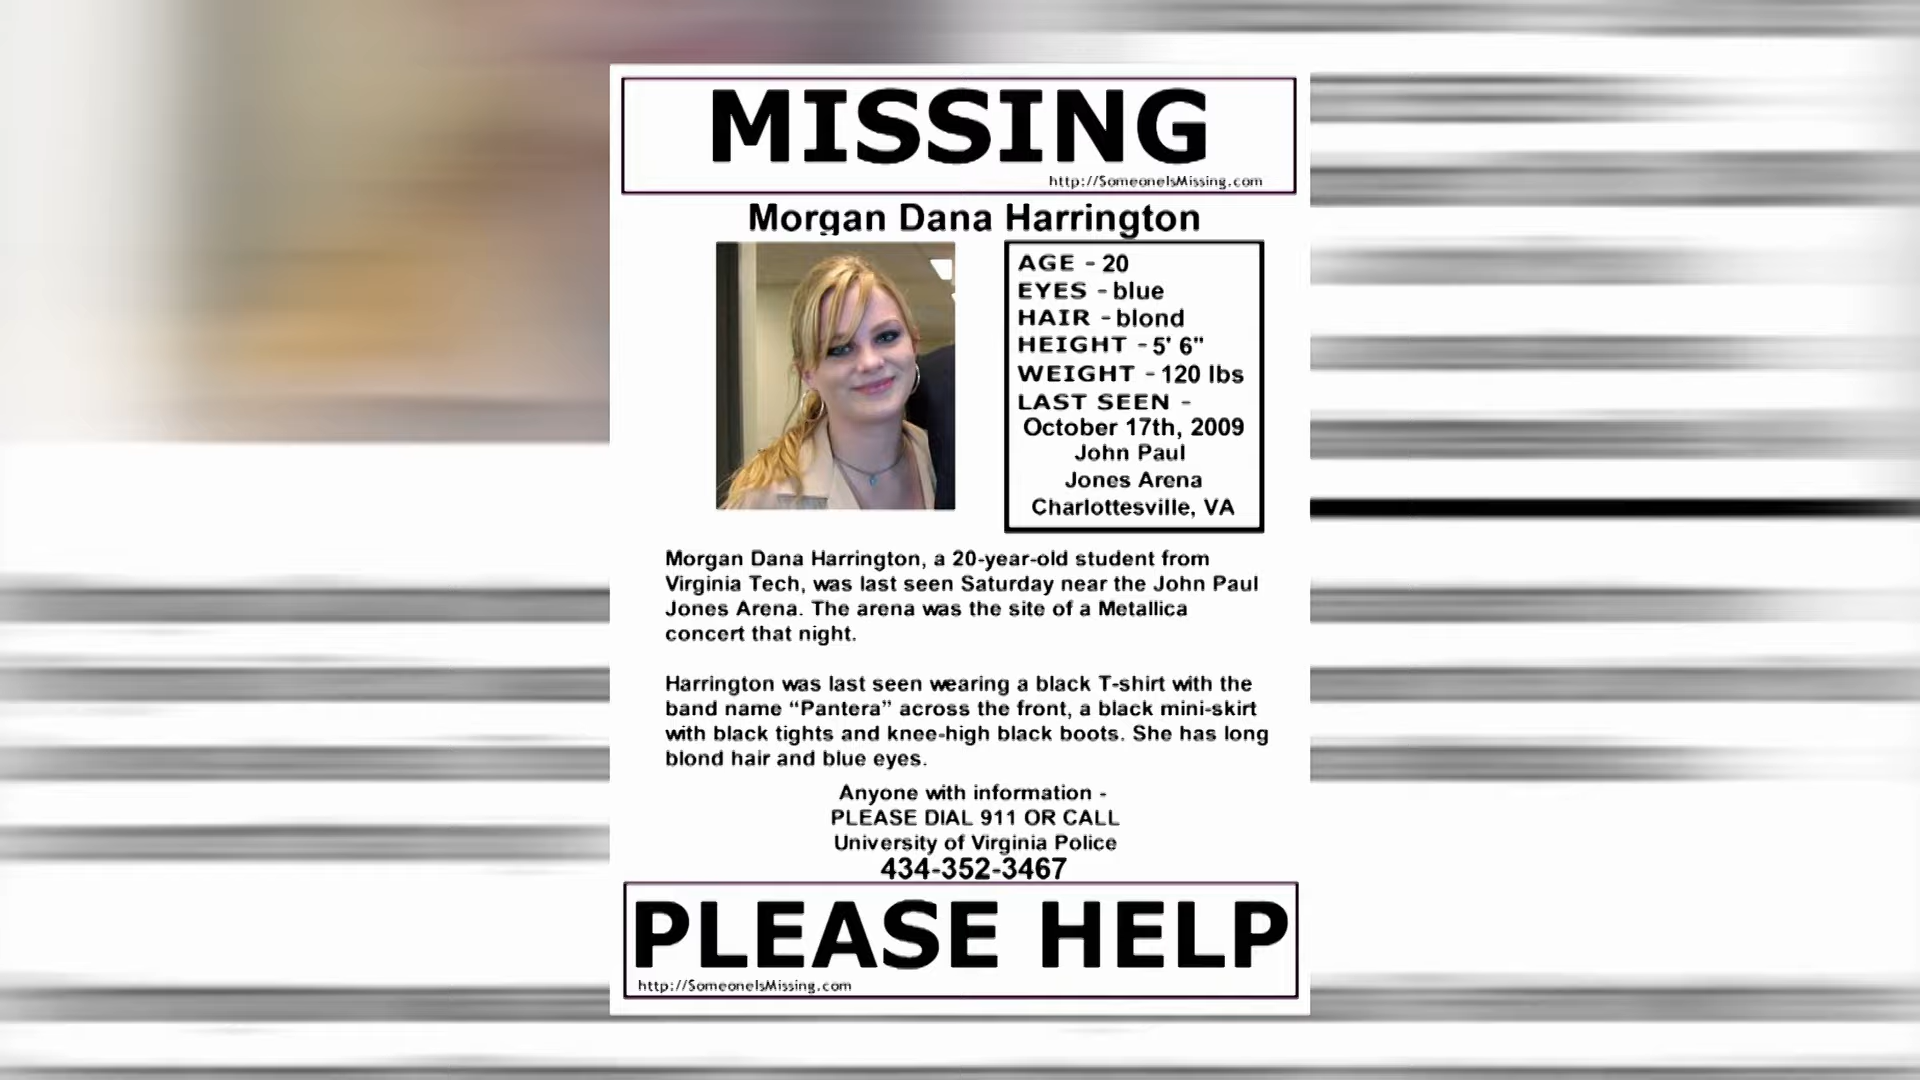 MISSING
http://SomeoneIsMissing.com
Morgan Dana Harrington
AGE - 20
EYES - blue
HAIR - blond
HEIGHT - 5' 6"
WEIGHT - 120 lbs
LAST SEEN -
October 17th, 2009
John Paul
Jones Arena
Charlottesville, VA
Morgan Dana Harrington, a 20-year-old student from
Virginia Tech, was last seen Saturday near the John Paul
Jones Arena. The arena was the site of a Metallica
concert that night.
Harrington was last seen wearing a black T-shirt with the
band name “Pantera” across the front, a black mini-skirt
with black tights and knee-high black boots. She has long
blond hair and blue eyes.
Anyone with information -
PLEASE DIAL 911 OR CALL
University of Virginia Police
434-352-3467
PLEASE HELP
http://SomeoneIsMissing.com